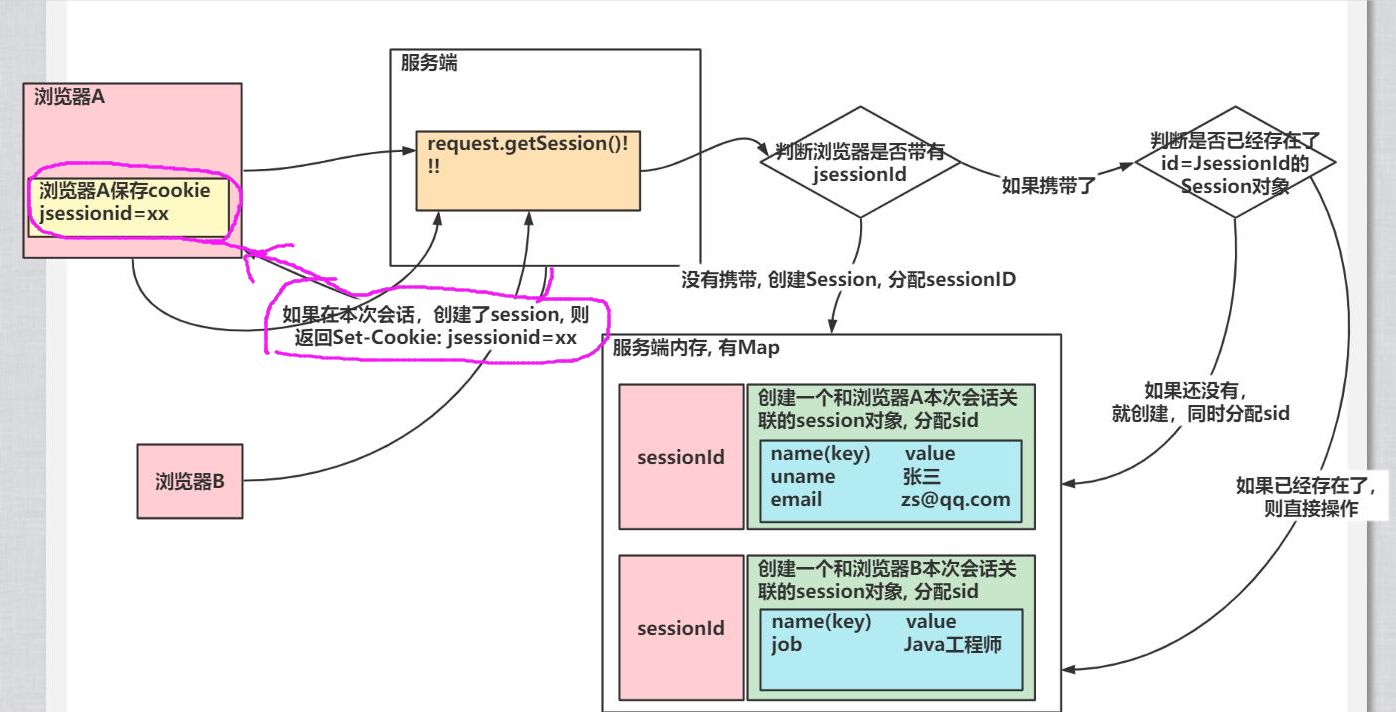 浏览器A
浏览器A保存cookie
jsessionid=xx
服务端
request.getSession()!
!!
判断浏览器是否带有
jsessionId
如果携带了
判断是否已经存在了
id=JsessionId的
Session对象
没有携带, 创建Session, 分配sessionID
如果在本次会话，创建了session, 则
返回Set-Cookie: jsessionid=xx
浏览器B
服务端内存, 有Map
sessionId
创建一个和浏览器A本次会话关
联的session对象, 分配sid
name(key) value
uname 张三
email zs@qq.com
sessionId
创建一个和浏览器B本次会话关
联的session对象, 分配sid
name(key) value
job Java工程师
如果还没有，
就创建，同时分配sid
如果已经存在了，
则直接操作